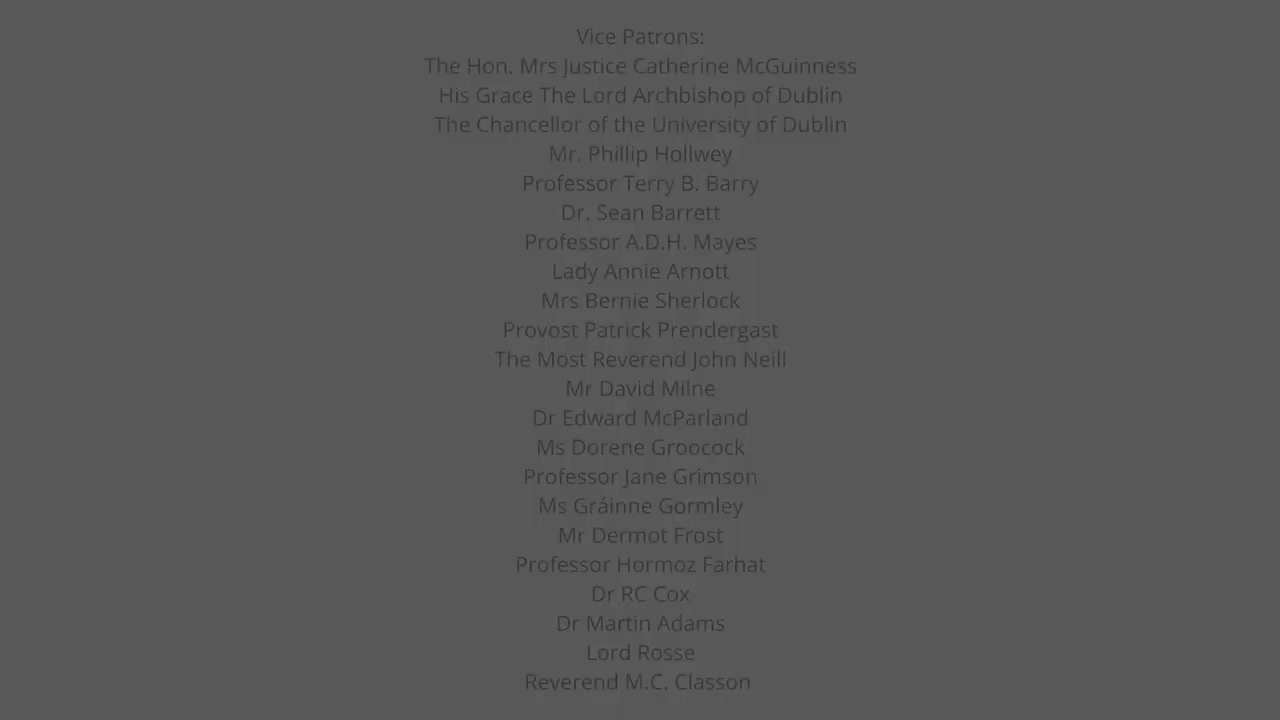 Vice Patrons:
The Hon. Mrs Justice Catherine McGuinness
His Grace The Lord Archbishop of Dublin
The Chancellor of the University of Dublin
Mr. Phillip Hollwey
Professor Terry B. Barry
Dr. Sean Barrett
Professor A.D.H. Mayes
Lady Annie Arnott
Mrs Bernie Sherlock
Provost Patrick Prendergast
The Most Reverend John Neill
Mr David Milne
Dr Edward McParland
Ms Dorene Groocock
Professor Jane Grimson
Ms Gráinne Gormley
Mr Dermot Frost
Professor Hormoz Farhat
Dr RC Cox
Dr Martin Adams
Lord Rosse
Reverend M.C. Classon